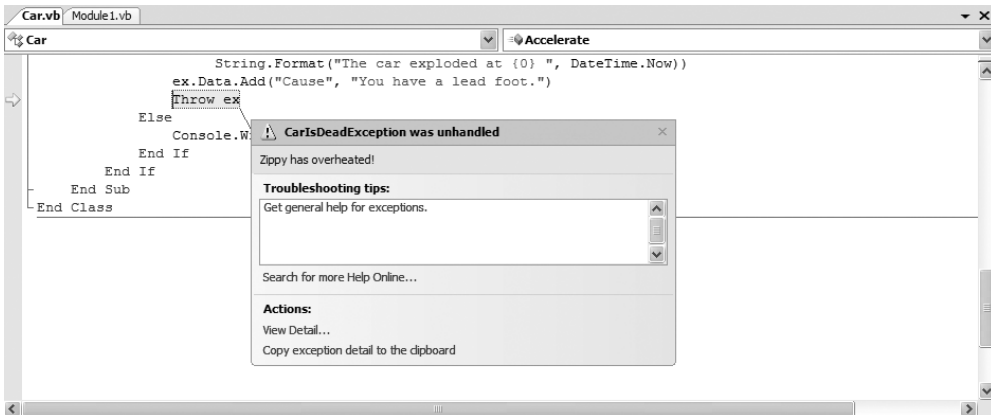 Car.vb Module1.vb
Car
Accelerate
String.Format("The car exploded at {0} ", DateTime.Now))
ex.Data.Add("Cause", "You have a lead foot.")
Throw ex
Else
Console.W
End If
End If
End Sub
End Class
CarIsDeadException was unhandled
Zippy has overheated!
Troubleshooting tips:
Get general help for exceptions.
Search for more Help Online...
Actions:
View Detail...
Copy exception detail to the clipboard